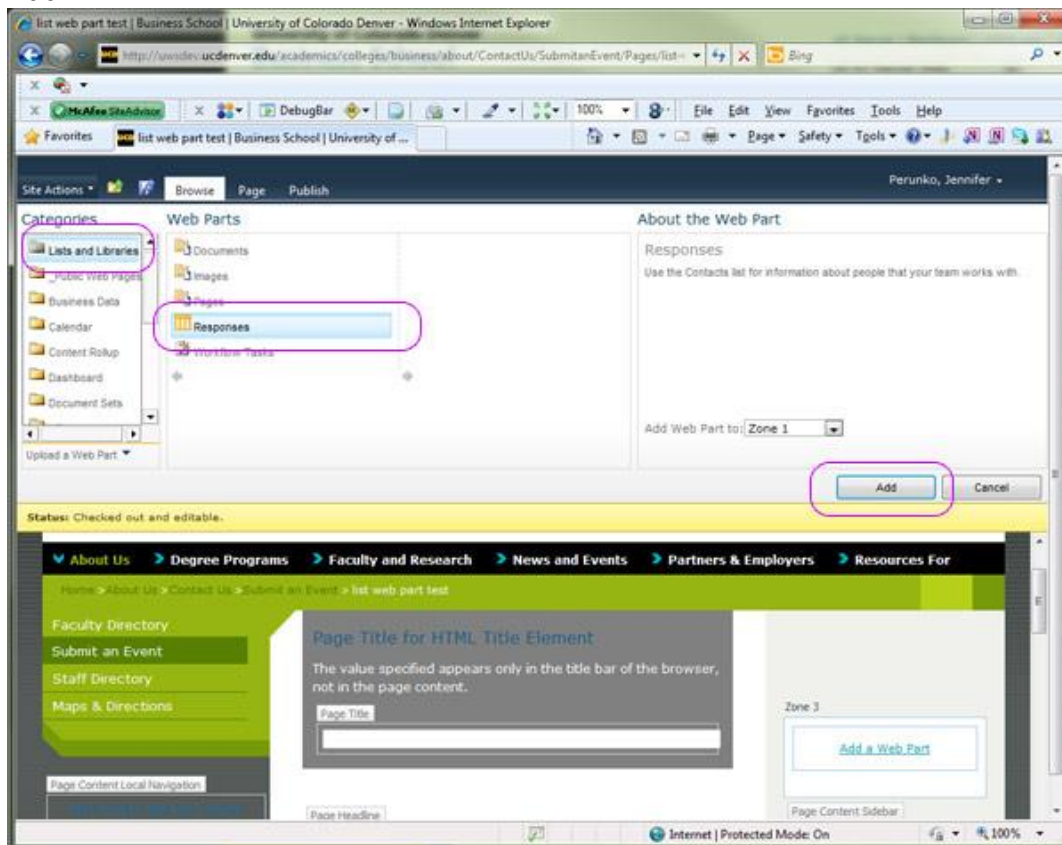 list web part test | Business School | University of Colorado Denver - Windows Internet Explorer
http://uwsdev.ucdenver.edu/academics/colleges/business/about/ContactUs/SubmitanEvent/Pages/list-
Bing
McAfee SiteAdvisor
DebugBar
100%
File Edit View Favorites Tools Help
Favorites
list web part test | Business School | University of ...
Page Safety Tools
Site Actions
Browse Page Publish
Perunko, Jennifer
Categories
Lists and Libraries
_Public Web Pages
Business Data
Calendar
Content Rollup
Dashboard
Document Sets
Upload a Web Part
Web Parts
Documents
Images
Pages
Responses
Workflow Tasks
About the Web Part
Responses
Use the Contacts list for information about people that your team works with.
Add Web Part to: Zone 1
Add Cancel
Status: Checked out and editable.
About Us Degree Programs Faculty and Research News and Events Partners & Employers Resources For
Home > About Us > Contact Us > Submit an Event > list web part test
Faculty Directory
Submit an Event
Staff Directory
Maps & Directions
Page Content Local Navigation
Page Title for HTML Title Element
The value specified appears only in the title bar of the browser,
not in the page content.
Page Title
Page Headline
Zone 3
Add a Web Part
Page Content Sidebar
Internet | Protected Mode: On
100%